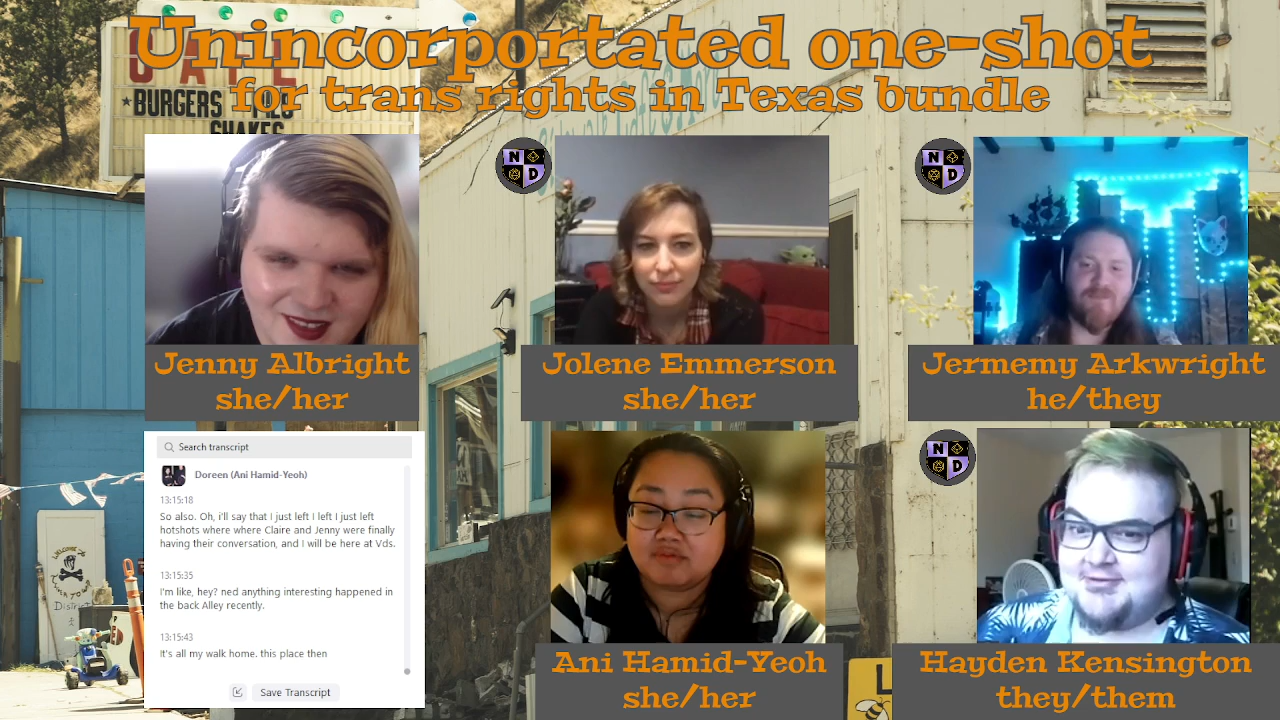 Unincorportated one-shot
for trans rights in Texas bundle
CAFE
BURGERS PIES
SHAKES
N
D
N
D
Jenny Albright
she/her
Jolene Emmerson
she/her
Jermemy Arkwright
he/they
Search transcript
Doreen (Ani Hamid-Yeoh)
13:15:18
So also. Oh, i'll say that I just left I left I just left
hotshots where where Claire and Jenny were finally
having their conversation, and I will be here at Vds.
13:15:35
I'm like, hey? ned anything interesting happened in
the back Alley recently.
13:15:43
It's all my walk home. this place then
Save Transcript
N
D
Ani Hamid-Yeoh
she/her
Hayden Kensington
they/them
WELCOME
District
L